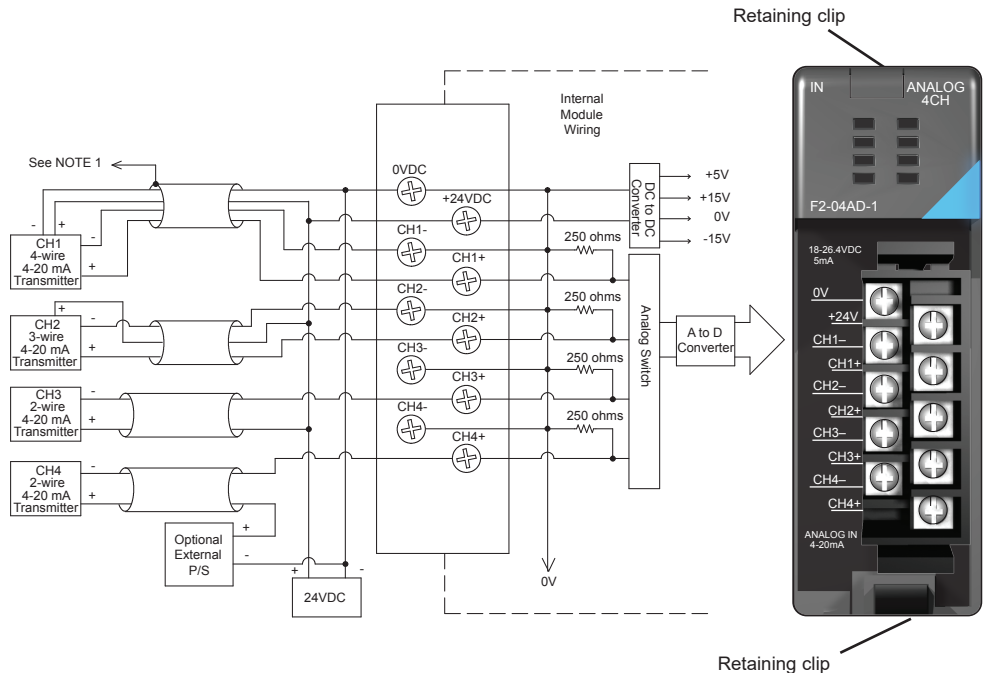 Retaining clip
Internal
Module
Wiring
See NOTE 1
0VDC
+24VDC
CH1-
CH1+
CH2-
CH2+
CH3-
CH3+
CH4-
CH4+
250 ohms
250 ohms
250 ohms
250 ohms
DC to DC
Converter
+5V
+15V
0V
-15V
Analog Switch
A to D
Converter
0V
- +
CH1
4-wire
4-20 mA
Transmitter
-
+
+
CH2
3-wire
4-20 mA
Transmitter
-
+
CH3
2-wire
4-20 mA
Transmitter
-
+
CH4
2-wire
4-20 mA
Transmitter
-
+
Optional
External
P/S
+
-
+ -
24VDC
IN
ANALOG
4CH
F2-04AD-1
18-26.4VDC
5mA
0V
+24V
CH1–
CH1+
CH2–
CH2+
CH3–
CH3+
CH4–
CH4+
ANALOG IN
4-20mA
Retaining clip